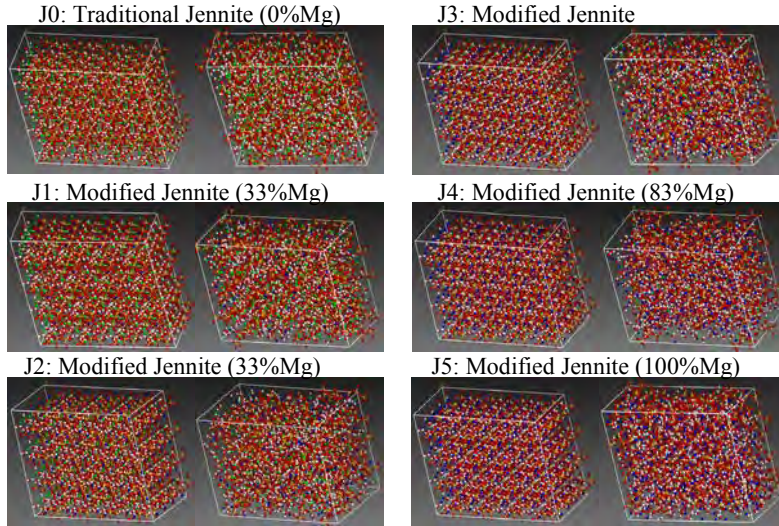 J0: Traditional Jennite (0%Mg)
J3: Modified Jennite
J1: Modified Jennite (33%Mg)
J4: Modified Jennite (83%Mg)
J2: Modified Jennite (33%Mg)
J5: Modified Jennite (100%Mg)